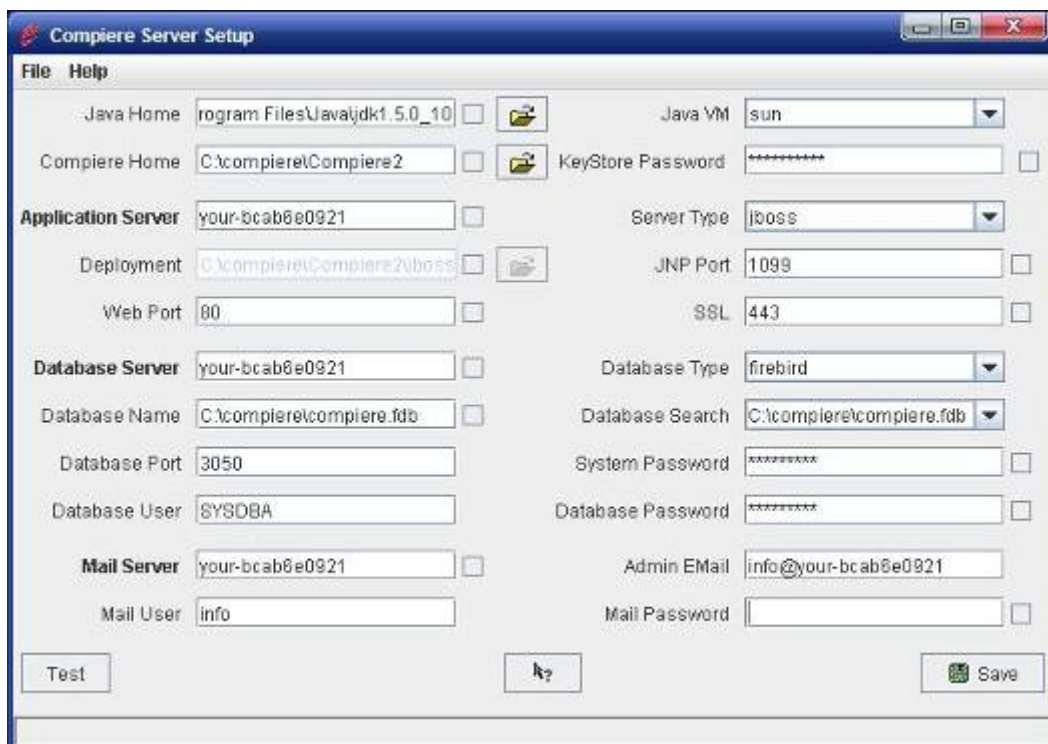 Compiere Server Setup
File Help
Java Home rogram Files\Java\jdk1.5.0_10 Java VM sun
Compiere Home C:\compiere\Compiere2 KeyStore Password **********
Application Server your-bcab6e0921 Server Type jboss
Deployment C:\compiere\Compiere2\jboss JNP Port 1099
Web Port 80 SSL 443
Database Server your-bcab6e0921 Database Type firebird
Database Name C:\compiere\compiere.fdb Database Search C:\compiere\compiere.fdb
Database Port 3050 System Password *********
Database User SYSDBA Database Password *********
Mail Server your-bcab6e0921 Admin EMail info@your-bcab6e0921
Mail User info Mail Password
Test Save